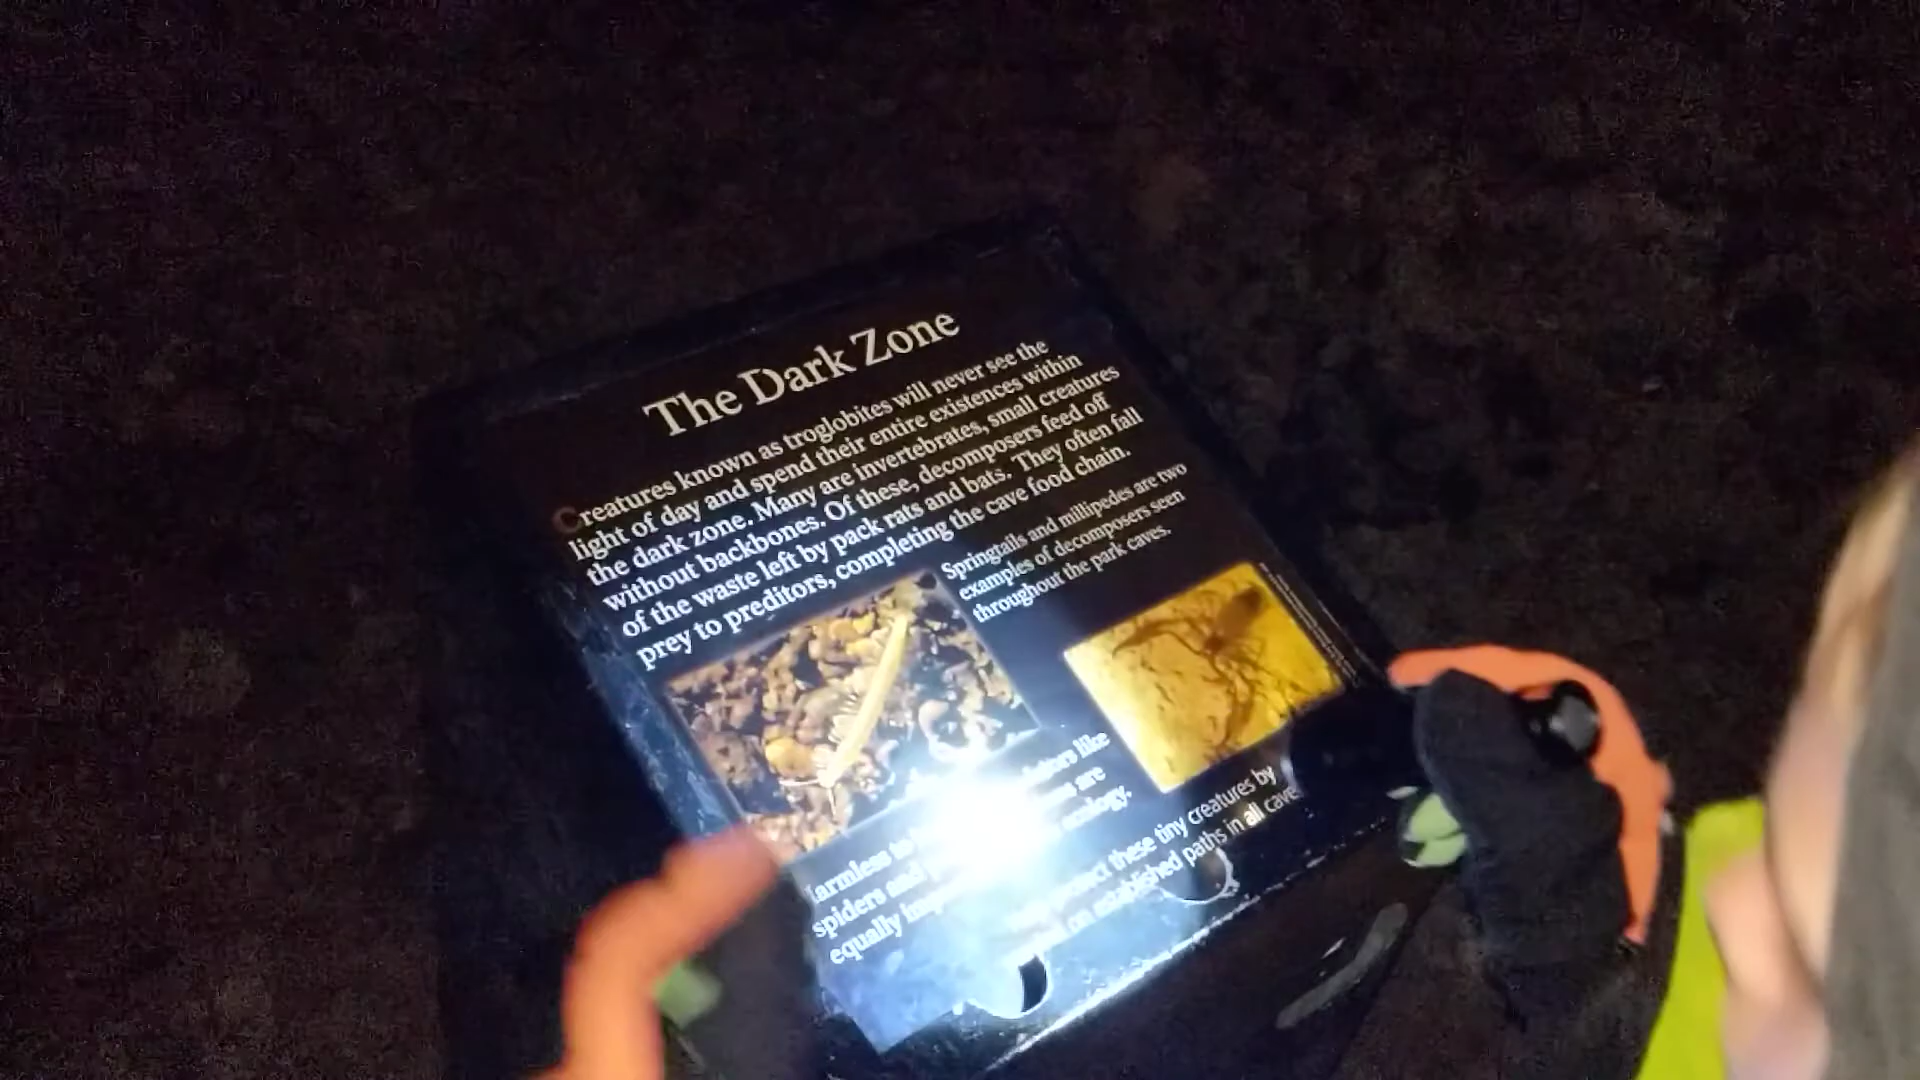 The Dark Zone
Creatures known as troglobites will never see the
light of day and spend their entire existences within
the dark zone. Many are invertebrates, small creatures
without backbones. Of these, decomposers feed off
of the waste left by pack rats and bats. They often fall
prey to preditors, completing the cave food chain.
Springtails and millipedes are two
examples of decomposers seen
throughout the park caves.
like
spiders and are
equally ecology.
these tiny creatures by
on established paths in all